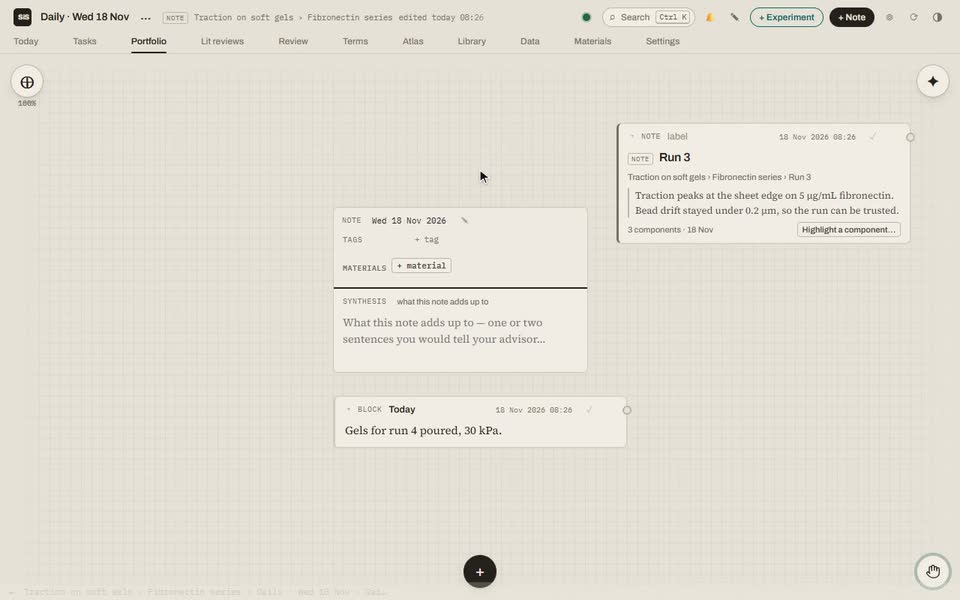 SIS Daily · Wed 18 Nov ... NOTE Traction on soft gels › Fibronectin series edited today 08:26 Search Ctrl K + Experiment + Note
Today Tasks Portfolio Lit reviews Review Terms Atlas Library Data Materials Settings
100%
NOTE label 18 Nov 2026 08:26 ✓
NOTE Run 3
Traction on soft gels › Fibronectin series › Run 3
Traction peaks at the sheet edge on 5 µg/mL fibronectin.
Bead drift stayed under 0.2 µm, so the run can be trusted.
3 components · 18 Nov Highlight a component...
NOTE Wed 18 Nov 2026
TAGS + tag
MATERIALS + material
SYNTHESIS what this note adds up to
What this note adds up to — one or two
sentences you would tell your advisor...
BLOCK Today 18 Nov 2026 08:26 ✓
Gels for run 4 poured, 30 kPa.
+
← Traction on soft gels › Fibronectin series › Daily · Wed 18 Nov